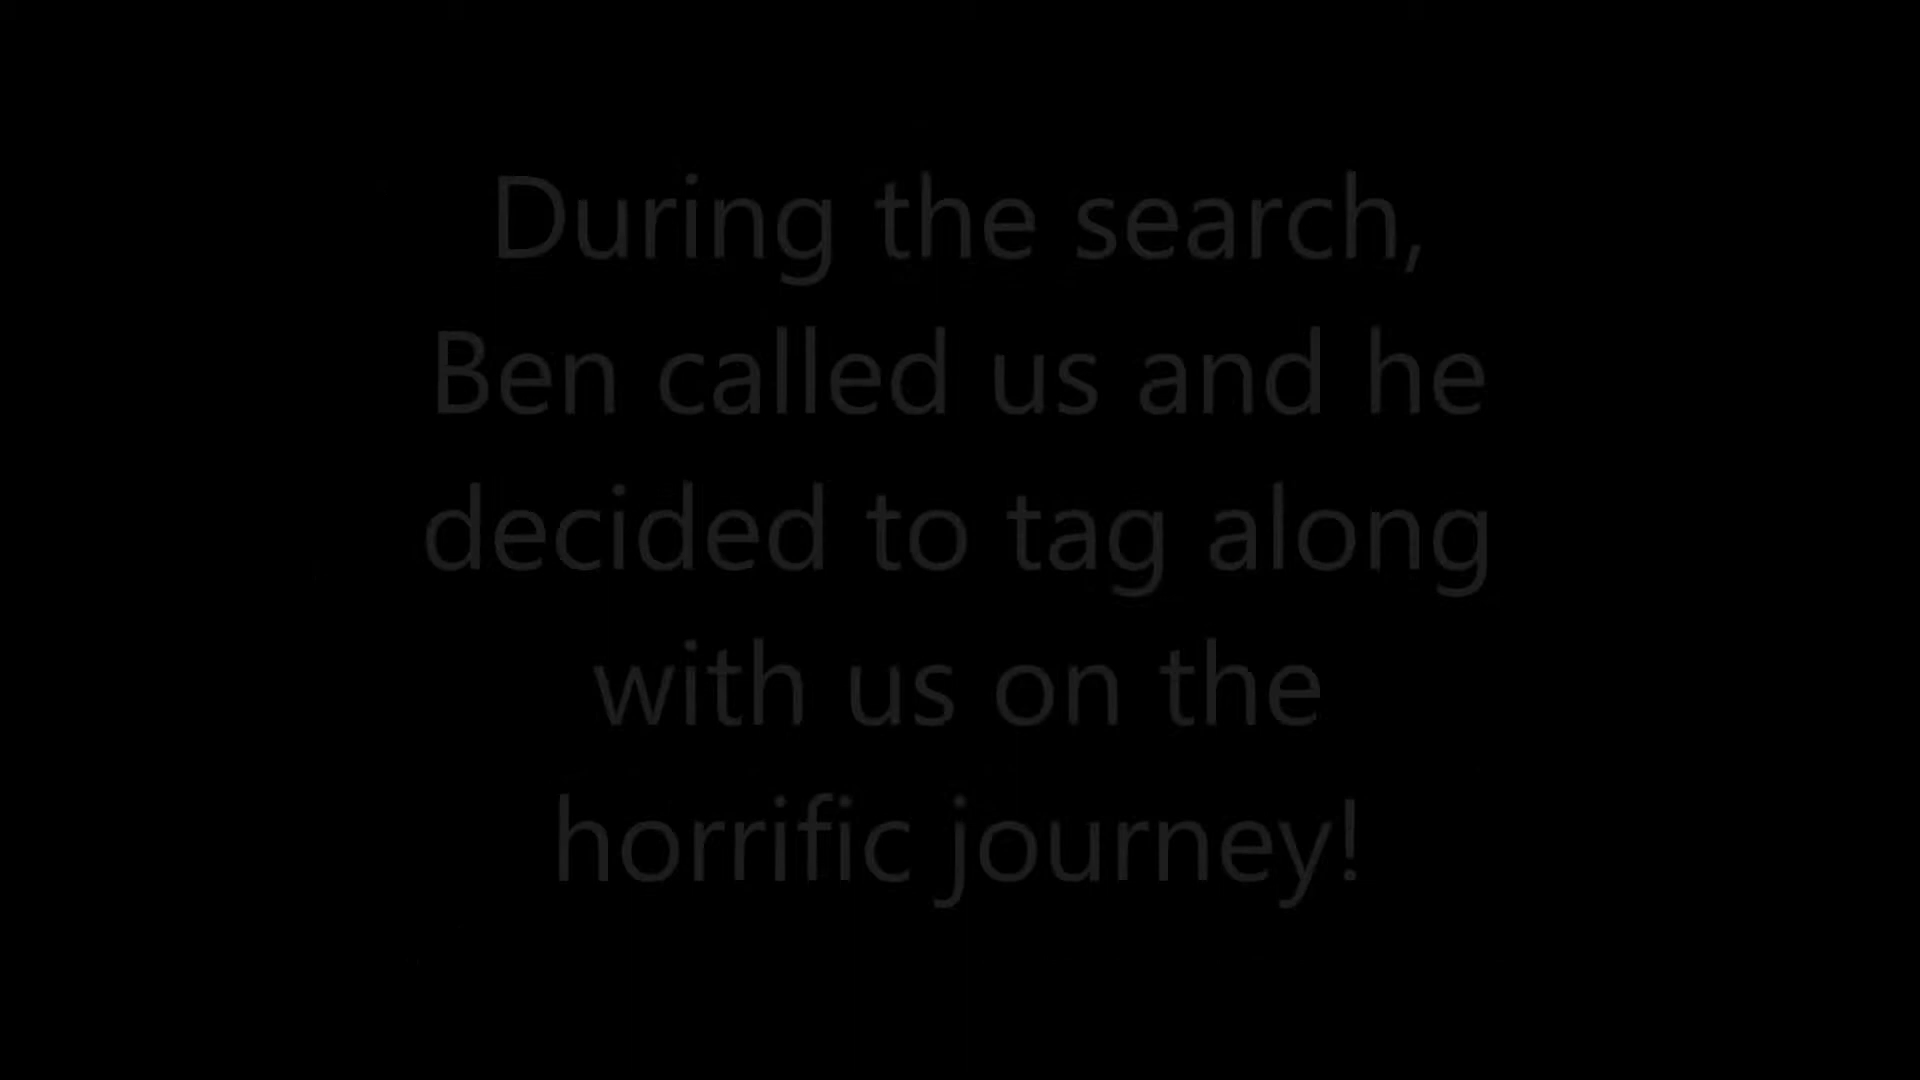 During the search,
Ben called us and he
decided to tag along
with us on the
horrific journey!